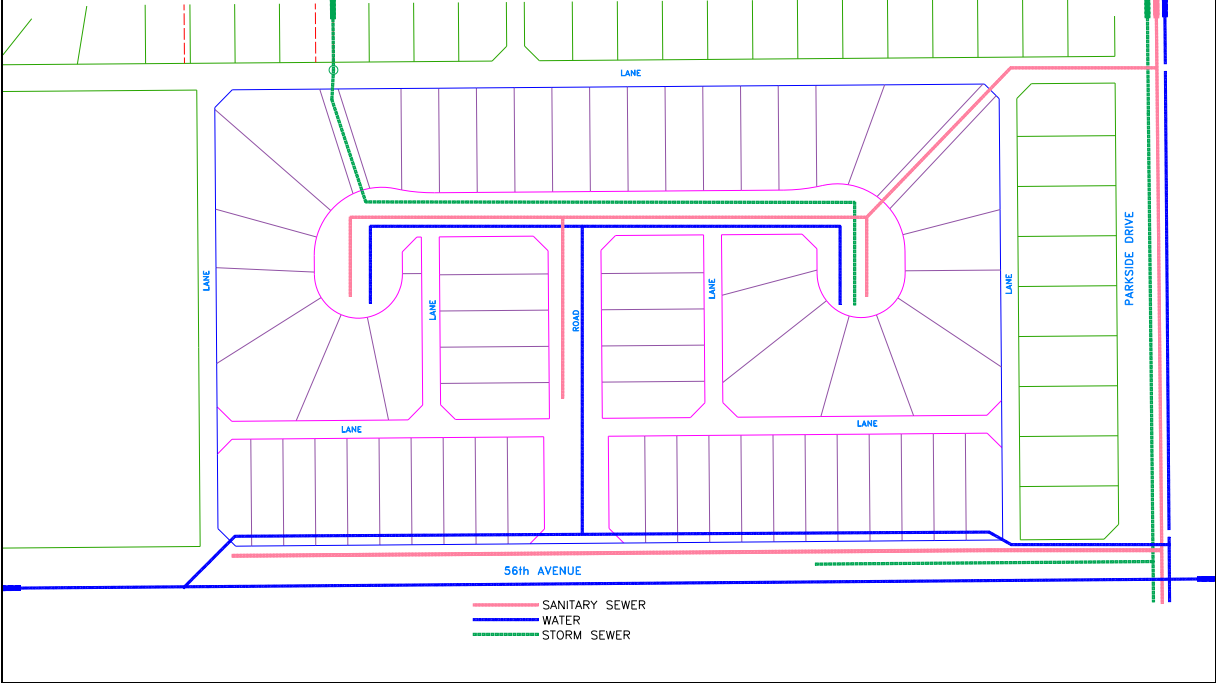 LANE
PARKSIDE DRIVE
LANE
LANE
LANE
LANE
ROAD
LANE
LANE
56th AVENUE
SANITARY SEWER
WATER
STORM SEWER